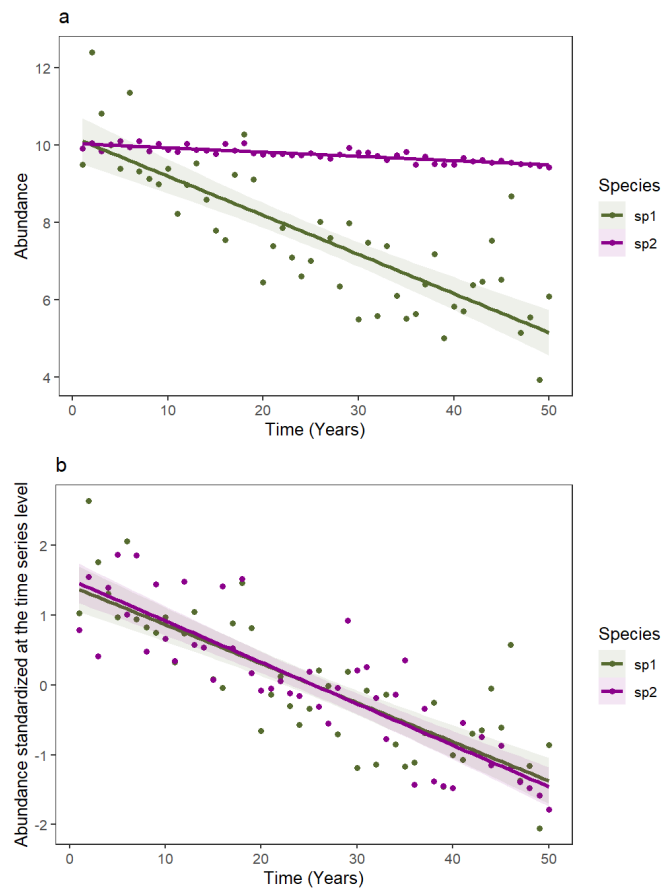 a
12
10
8
6
4
Abundance
0
10
20
30
40
50
Time (Years)
Species
sp1
sp2
b
2
1
0
-1
-2
Abundance standardized at the time series level
0
10
20
30
40
50
Time (Years)
Species
sp1
sp2